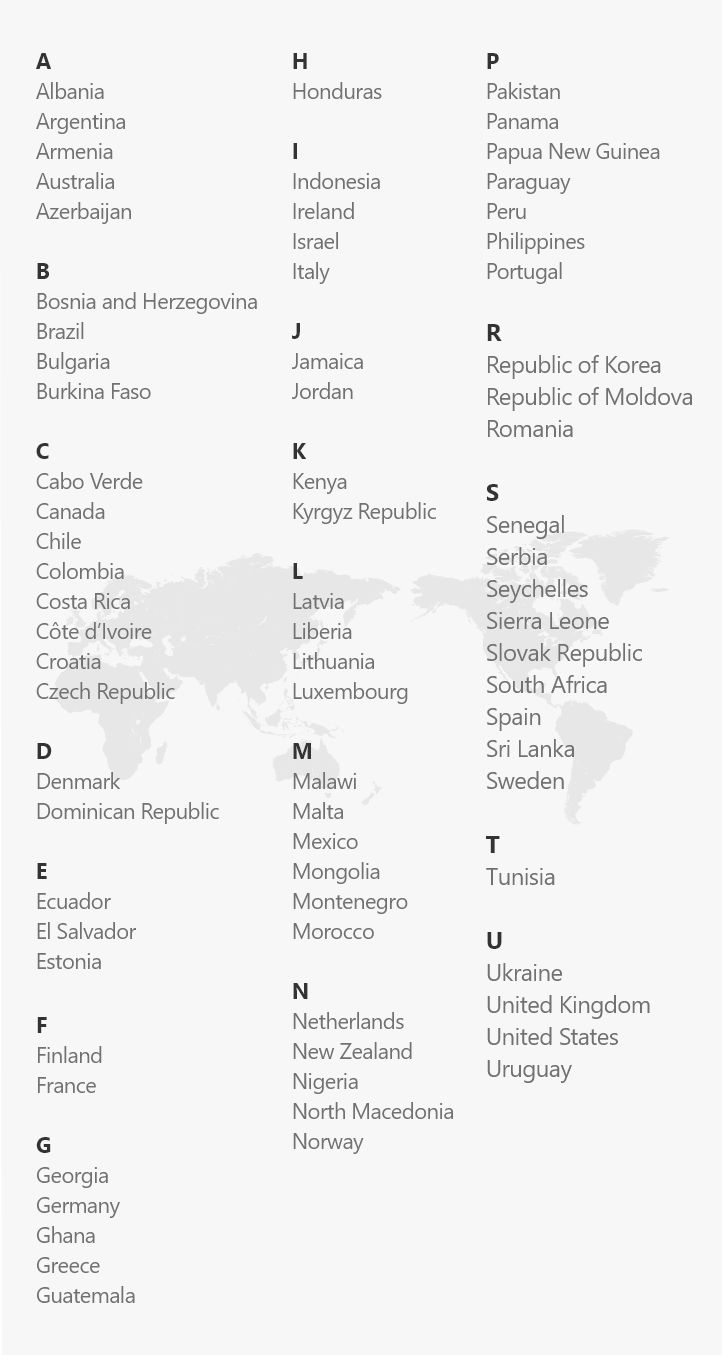 A
Albania
Argentina
Armenia
Australia
Azerbaijan
B
Bosnia and Herzegovina
Brazil
Bulgaria
Burkina Faso
C
Cabo Verde
Canada
Chile
Colombia
Costa Rica
Côte d’Ivoire
Croatia
Czech Republic
D
Denmark
Dominican Republic
E
Ecuador
El Salvador
Estonia
F
Finland
France
G
Georgia
Germany
Ghana
Greece
Guatemala
H
Honduras
I
Indonesia
Ireland
Israel
Italy
J
Jamaica
Jordan
K
Kenya
Kyrgyz Republic
L
Latvia
Liberia
Lithuania
Luxembourg
M
Malawi
Malta
Mexico
Mongolia
Montenegro
Morocco
N
Netherlands
New Zealand
Nigeria
North Macedonia
Norway
P
Pakistan
Panama
Papua New Guinea
Paraguay
Peru
Philippines
Portugal
R
Republic of Korea
Republic of Moldova
Romania
S
Senegal
Serbia
Seychelles
Sierra Leone
Slovak Republic
South Africa
Spain
Sri Lanka
Sweden
T
Tunisia
U
Ukraine
United Kingdom
United States
Uruguay